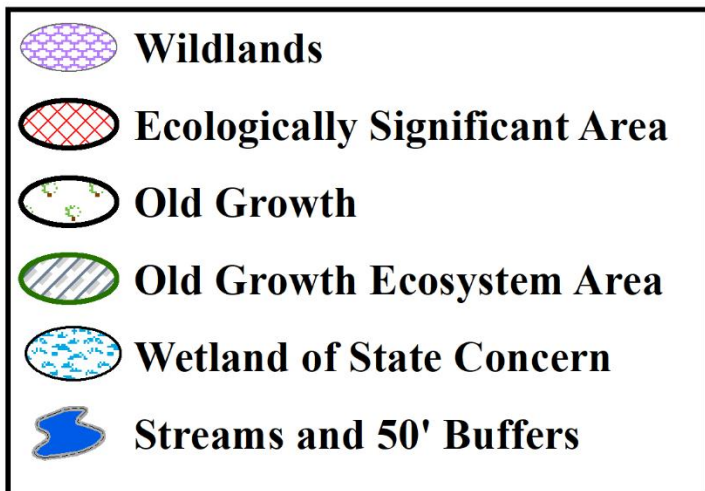 Wildlands
Ecologically Significant Area
Old Growth
Old Growth Ecosystem Area
Wetland of State Concern
Streams and 50' Buffers